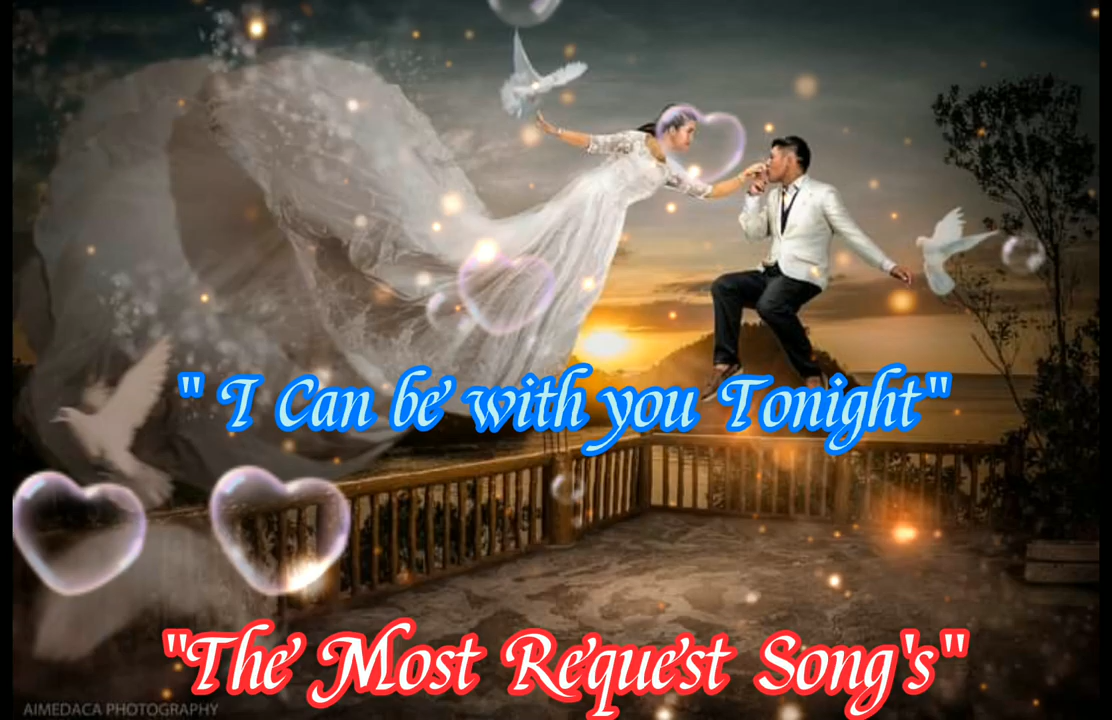 " I Can be with you Tonight"
"The Most Request Song's"
AIMEDACA PHOTOGRAPHY